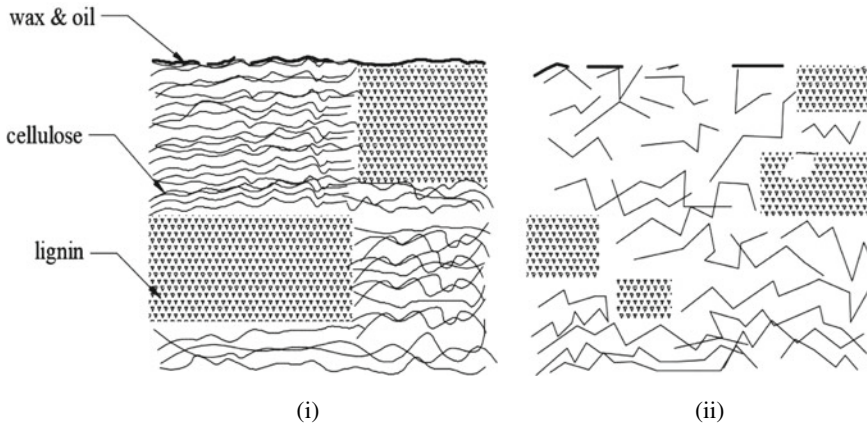 wax & oil
cellulose
lignin
(i)
(ii)